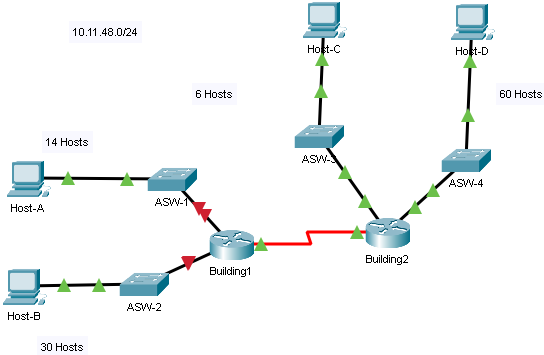 10.11.48.0/24
Host-C
Host-D
6 Hosts
60 Hosts
14 Hosts
ASW-3
ASW-4
Host-A
ASW-1
Building1
Building2
Host-B
ASW-2
30 Hosts